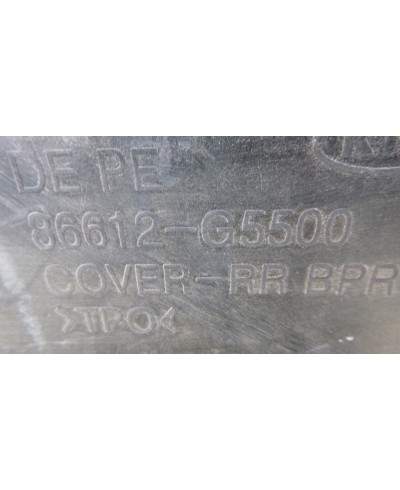 DE PE
86612-G5500
COVER-RR BPR
>TPO<